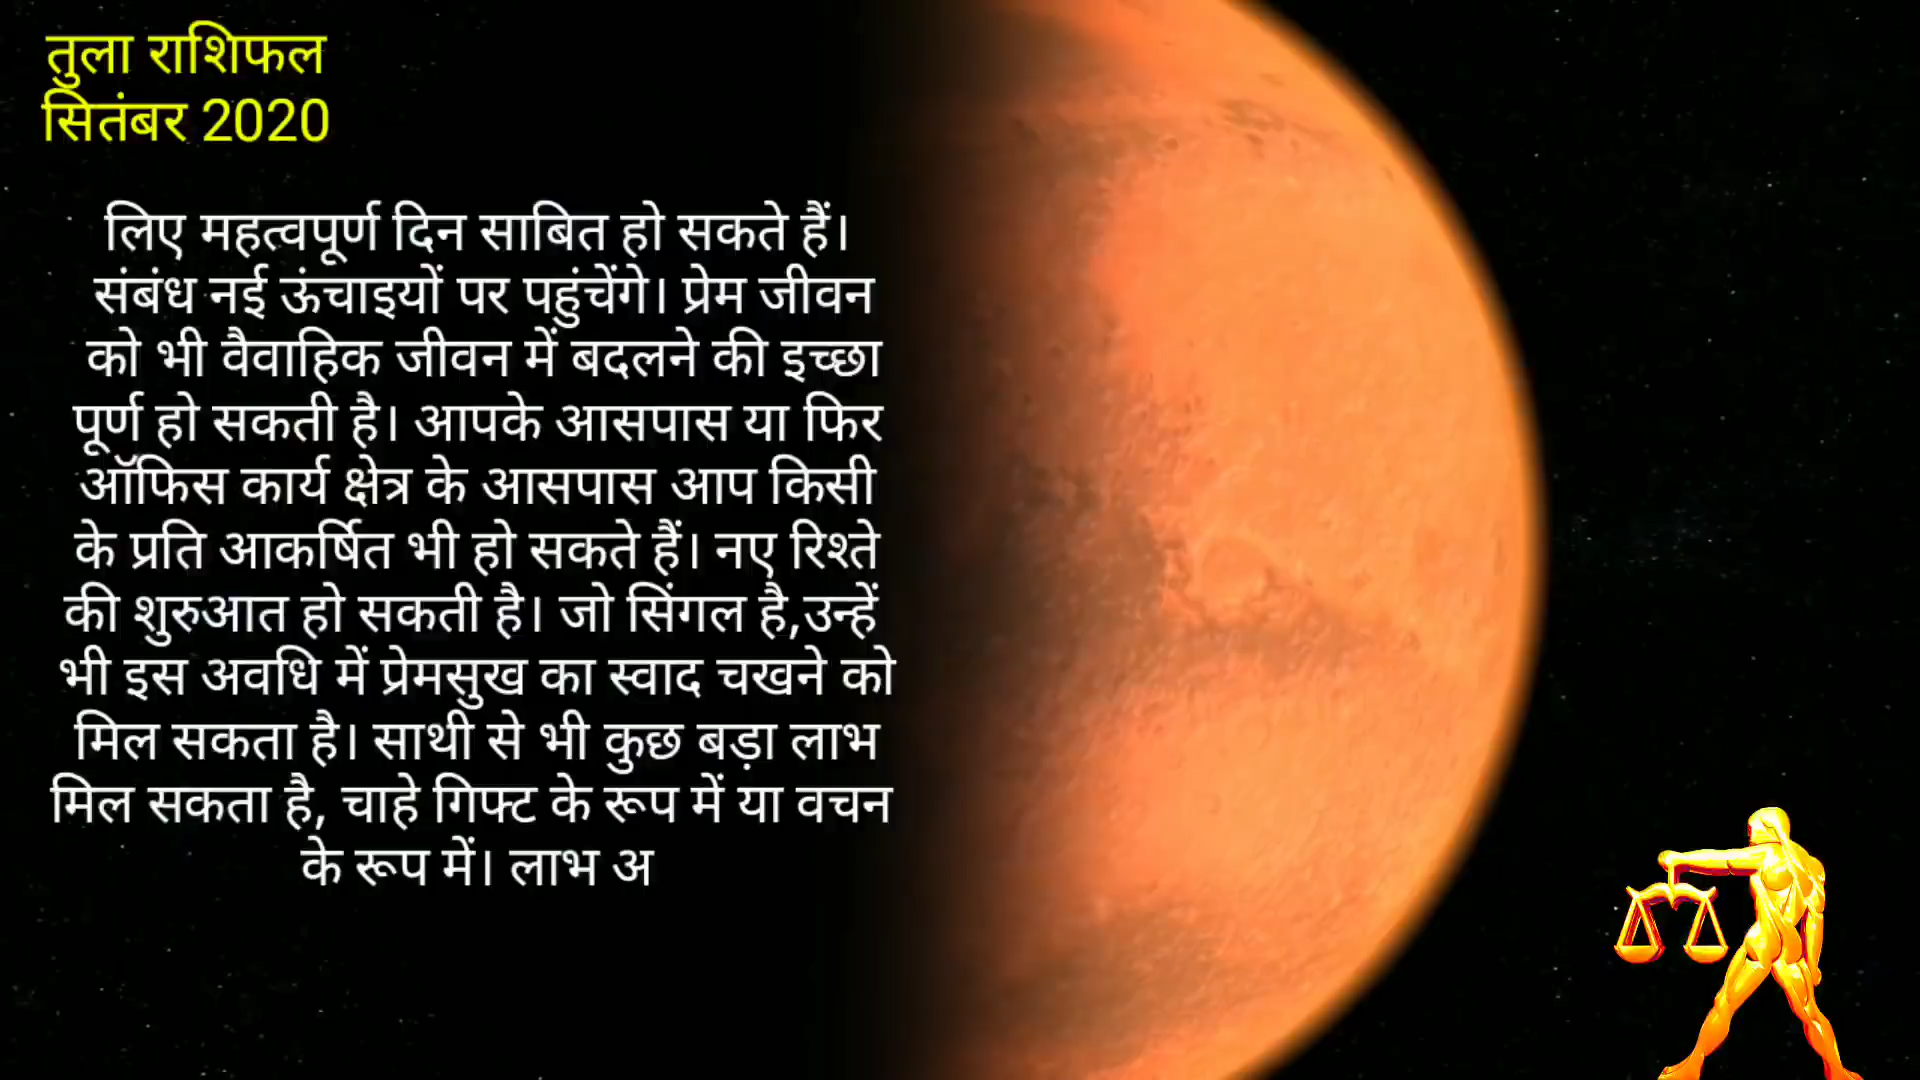 तुला राशिफल
सितंबर 2020
लिए महत्वपूर्ण दिन साबित हो सकते हैं।
संबंध नई ऊंचाइयों पर पहुंचेंगे। प्रेम जीवन
को भी वैवाहिक जीवन में बदलने की इच्छा
पूर्ण हो सकती है। आपके आसपास या फिर
ऑफिस कार्य क्षेत्र के आसपास आप किसी
के प्रति आकर्षित भी हो सकते हैं। नए रिश्ते
की शुरुआत हो सकती है। जो सिंगल है,उन्हें
भी इस अवधि में प्रेमसुख का स्वाद चखने को
मिल सकता है। साथी से भी कुछ बड़ा लाभ
मिल सकता है, चाहे गिफ्ट के रूप में या वचन
के रूप में। लाभ अ